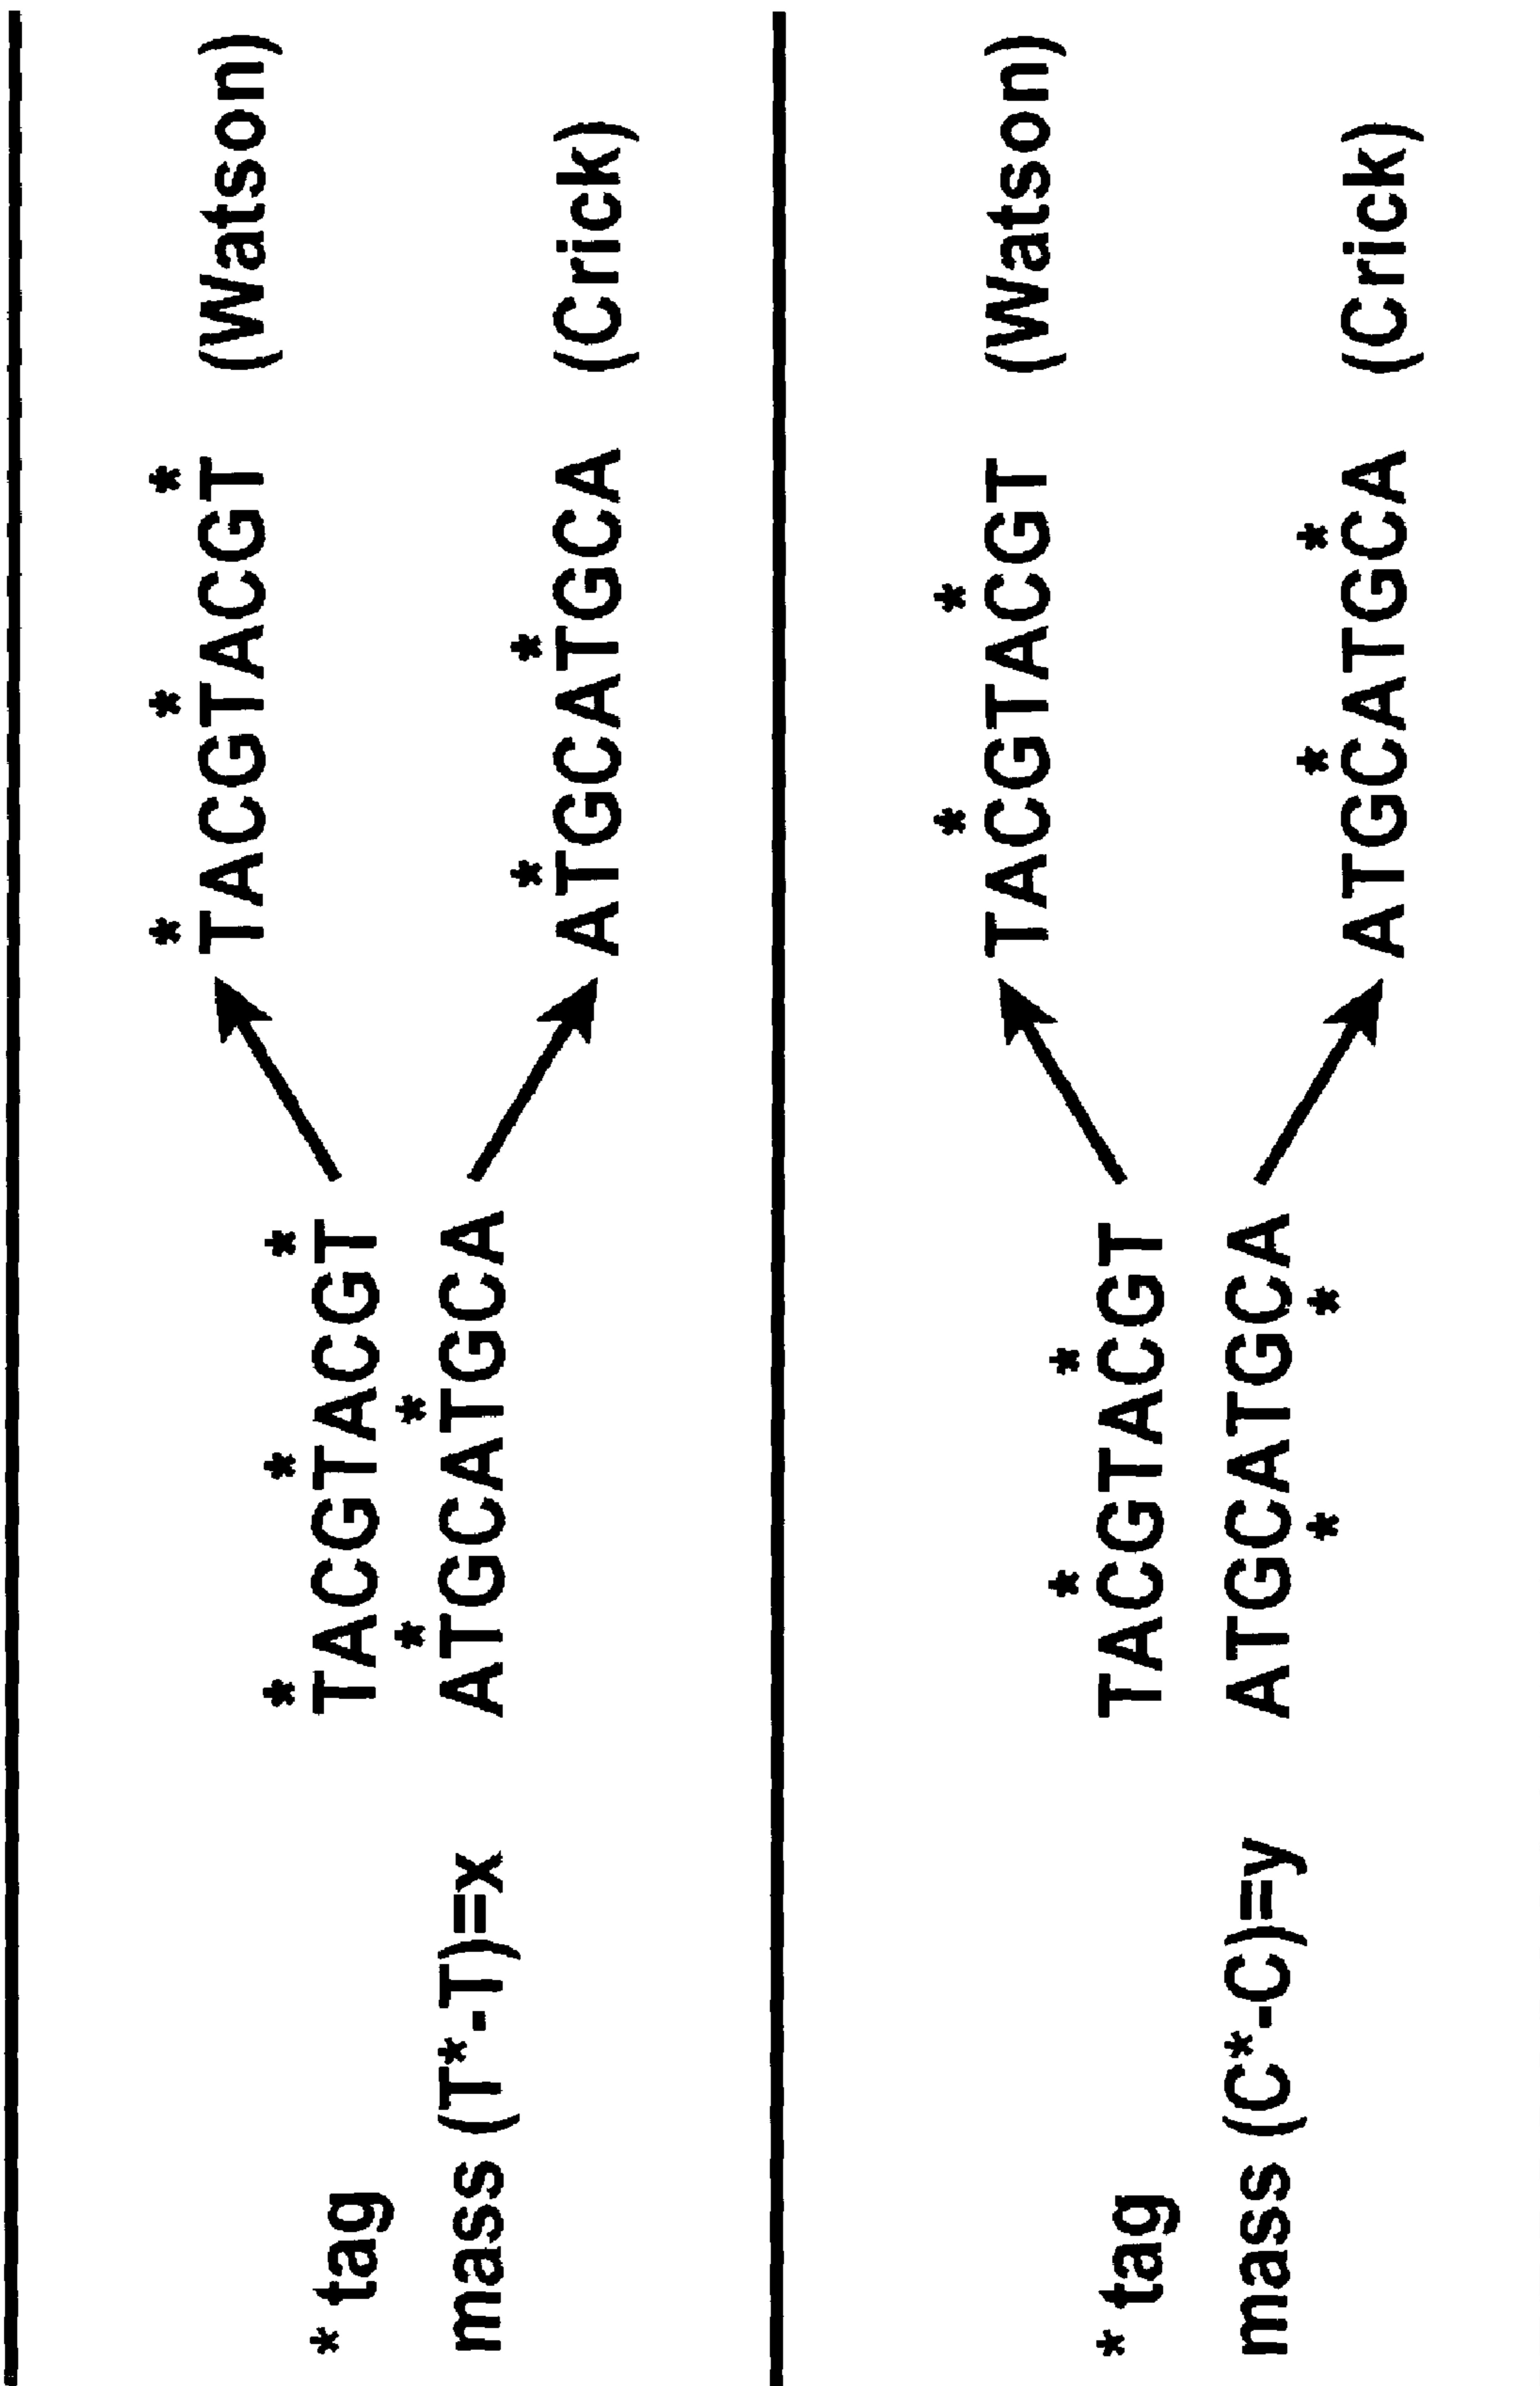 * * *
TACGTACGT (Watson)
* * *
* tag TACGTACGT
* *
mass (T*-T)=x ATGCATGCA
* *
ATGCATGCA (Crick)
* *
TACGTACGT (Watson)
* *
* tag TACGTACGT
mass (C*-C)=y ATGCATGCA
* *
* *
ATGCATGCA (Crick)